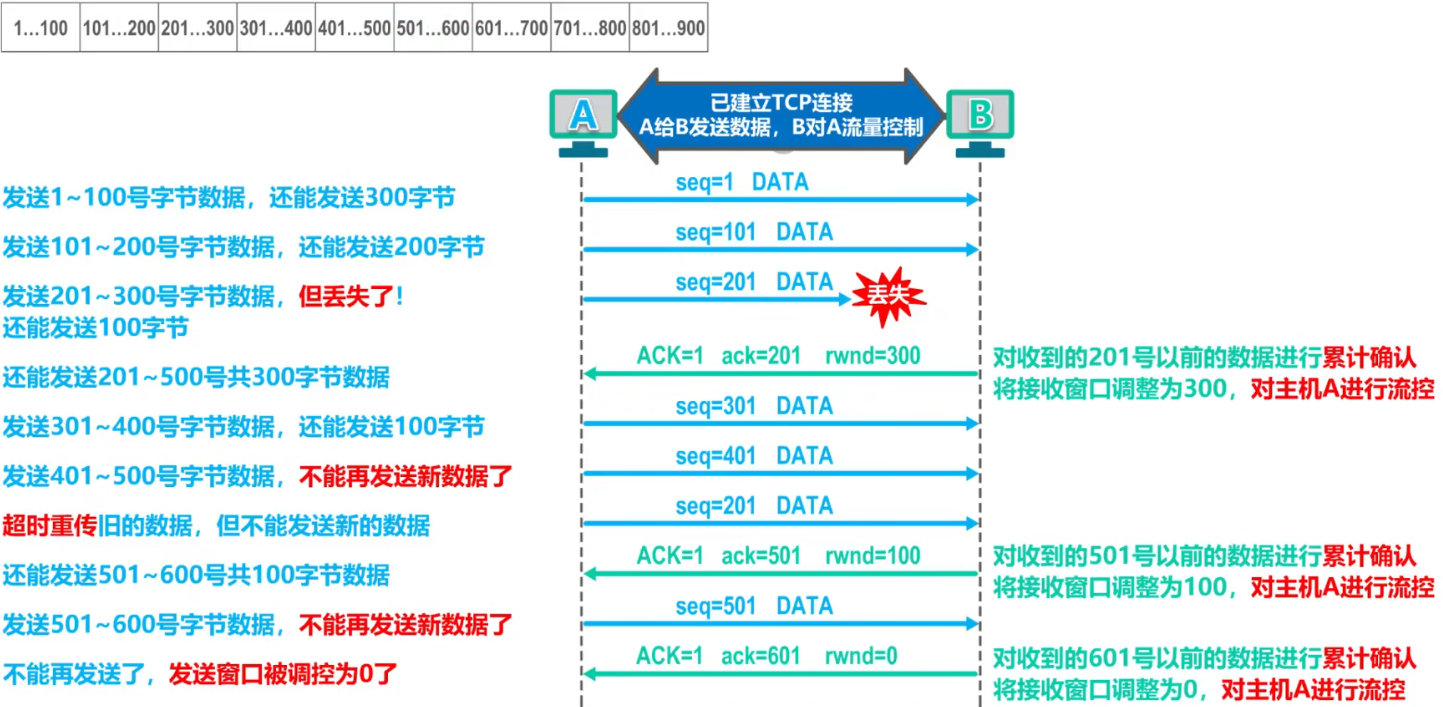 1…100 101…200 201…300 301…400 401…500 501…600 601…700 701…800 801…900
已建立TCP连接
A给B发送数据，B对A流量控制
A
B
发送1~100号字节数据，还能发送300字节
seq=1 DATA
发送101~200号字节数据，还能发送200字节
seq=101 DATA
发送201~300号字节数据，但丢失了！
还能发送100字节
seq=201 DATA
丢失
还能发送201~500号共300字节数据
ACK=1 ack=201 rwnd=300
对收到的201号以前的数据进行累计确认
将接收窗口调整为300，对主机A进行流控
发送301~400号字节数据，还能发送100字节
seq=301 DATA
发送401~500号字节数据，不能再发送新数据了
seq=401 DATA
超时重传旧的数据，但不能发送新的数据
seq=201 DATA
还能发送501~600号共100字节数据
ACK=1 ack=501 rwnd=100
对收到的501号以前的数据进行累计确认
将接收窗口调整为100，对主机A进行流控
发送501~600号字节数据，不能再发送新数据了
seq=501 DATA
不能再发送了，发送窗口被调控为0了
ACK=1 ack=601 rwnd=0
对收到的601号以前的数据进行累计确认
将接收窗口调整为0，对主机A进行流控